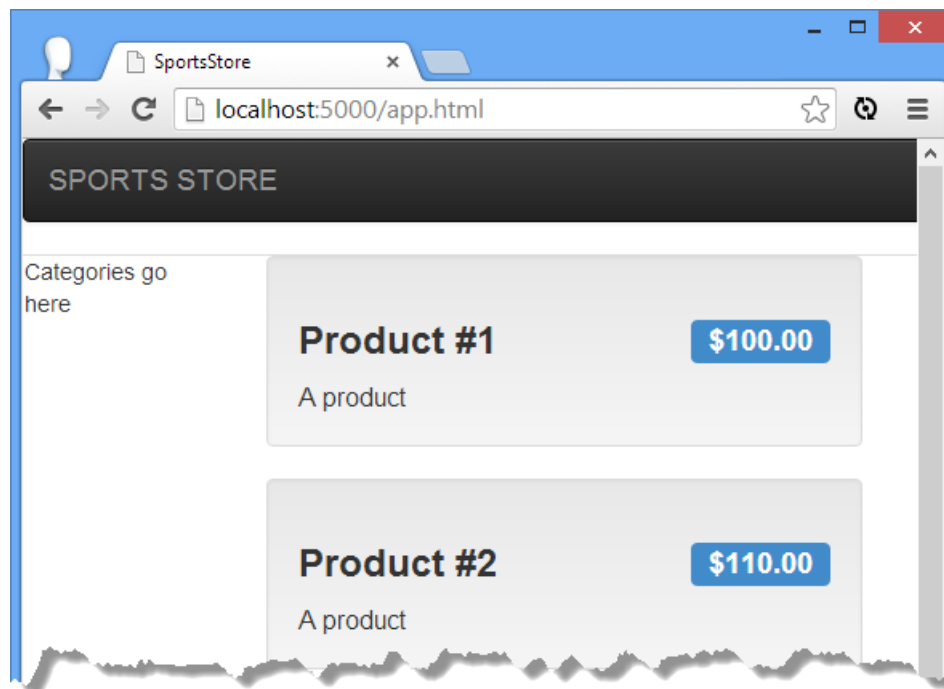 SportsStore
localhost:5000/app.html
SPORTS STORE
Categories go
here
Product #1
$100.00
A product
Product #2
$110.00
A product